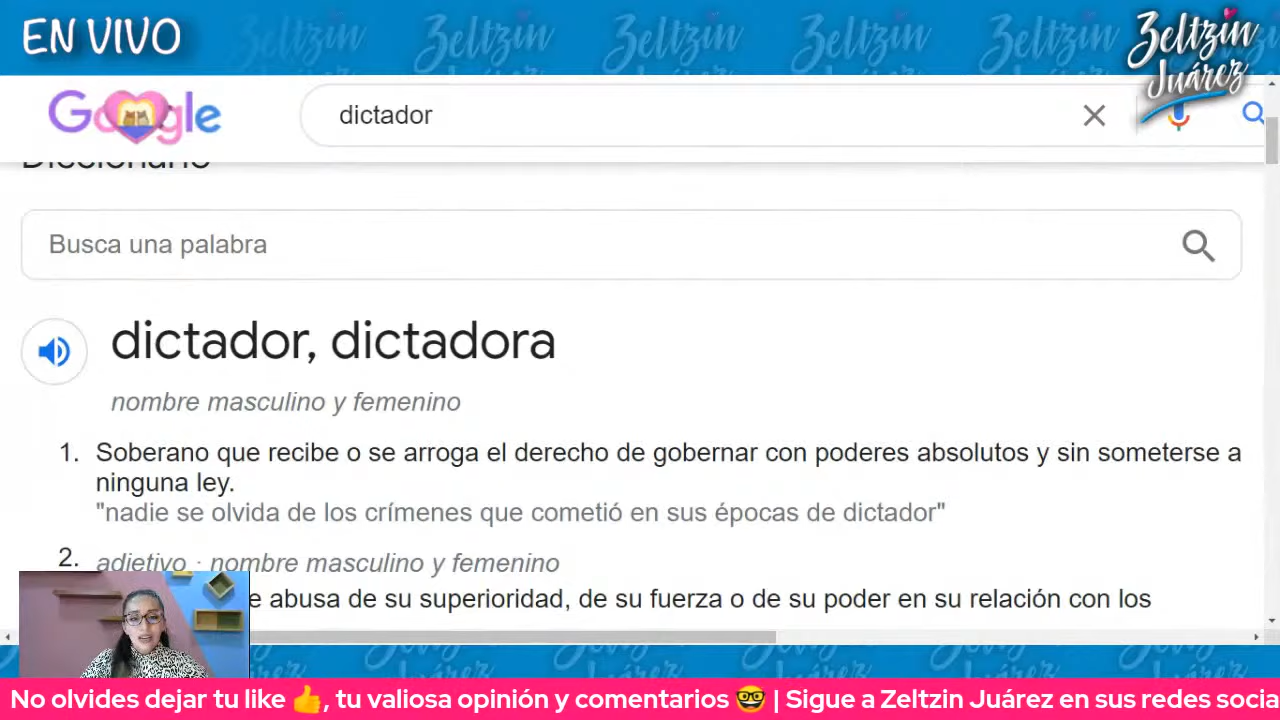 EN VIVO
Zeltzin
Juárez
Google
dictador
Diccionario
Busca una palabra
dictador, dictadora
nombre masculino y femenino
1. Soberano que recibe o se arroga el derecho de gobernar con poderes absolutos y sin someterse a
ninguna ley.
"nadie se olvida de los crímenes que cometió en sus épocas de dictador"
2. adjetivo · nombre masculino y femenino
e abusa de su superioridad, de su fuerza o de su poder en su relación con los
No olvides dejar tu like 👍, tu valiosa opinión y comentarios 🤓 | Sigue a Zeltzin Juárez en sus redes socia